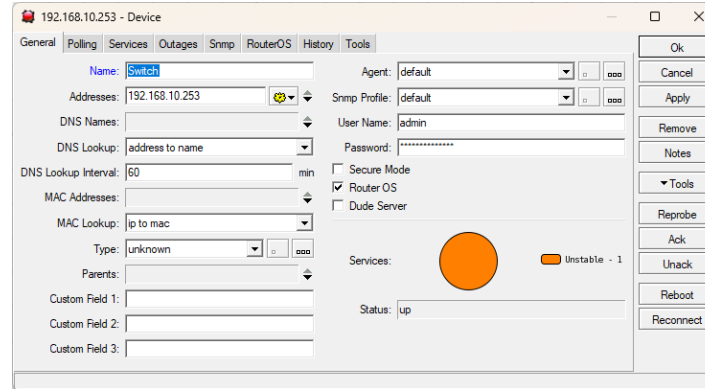 192.168.10.253 - Device
General Polling Services Outages Snmp RouterOS History Tools
Name: Switch
Addresses: 192.168.10.253
DNS Names:
DNS Lookup: address to name
DNS Lookup Interval: 60 min
MAC Addresses:
MAC Lookup: ip to mac
Type: unknown
Parents:
Custom Field 1:
Custom Field 2:
Custom Field 3:
Agent: default
Snmp Profile: default
User Name: admin
Password: **************
Secure Mode
Router OS
Dude Server
Services: Unstable - 1
Status: up
Ok
Cancel
Apply
Remove
Notes
Tools
Reprobe
Ack
Unack
Reboot
Reconnect